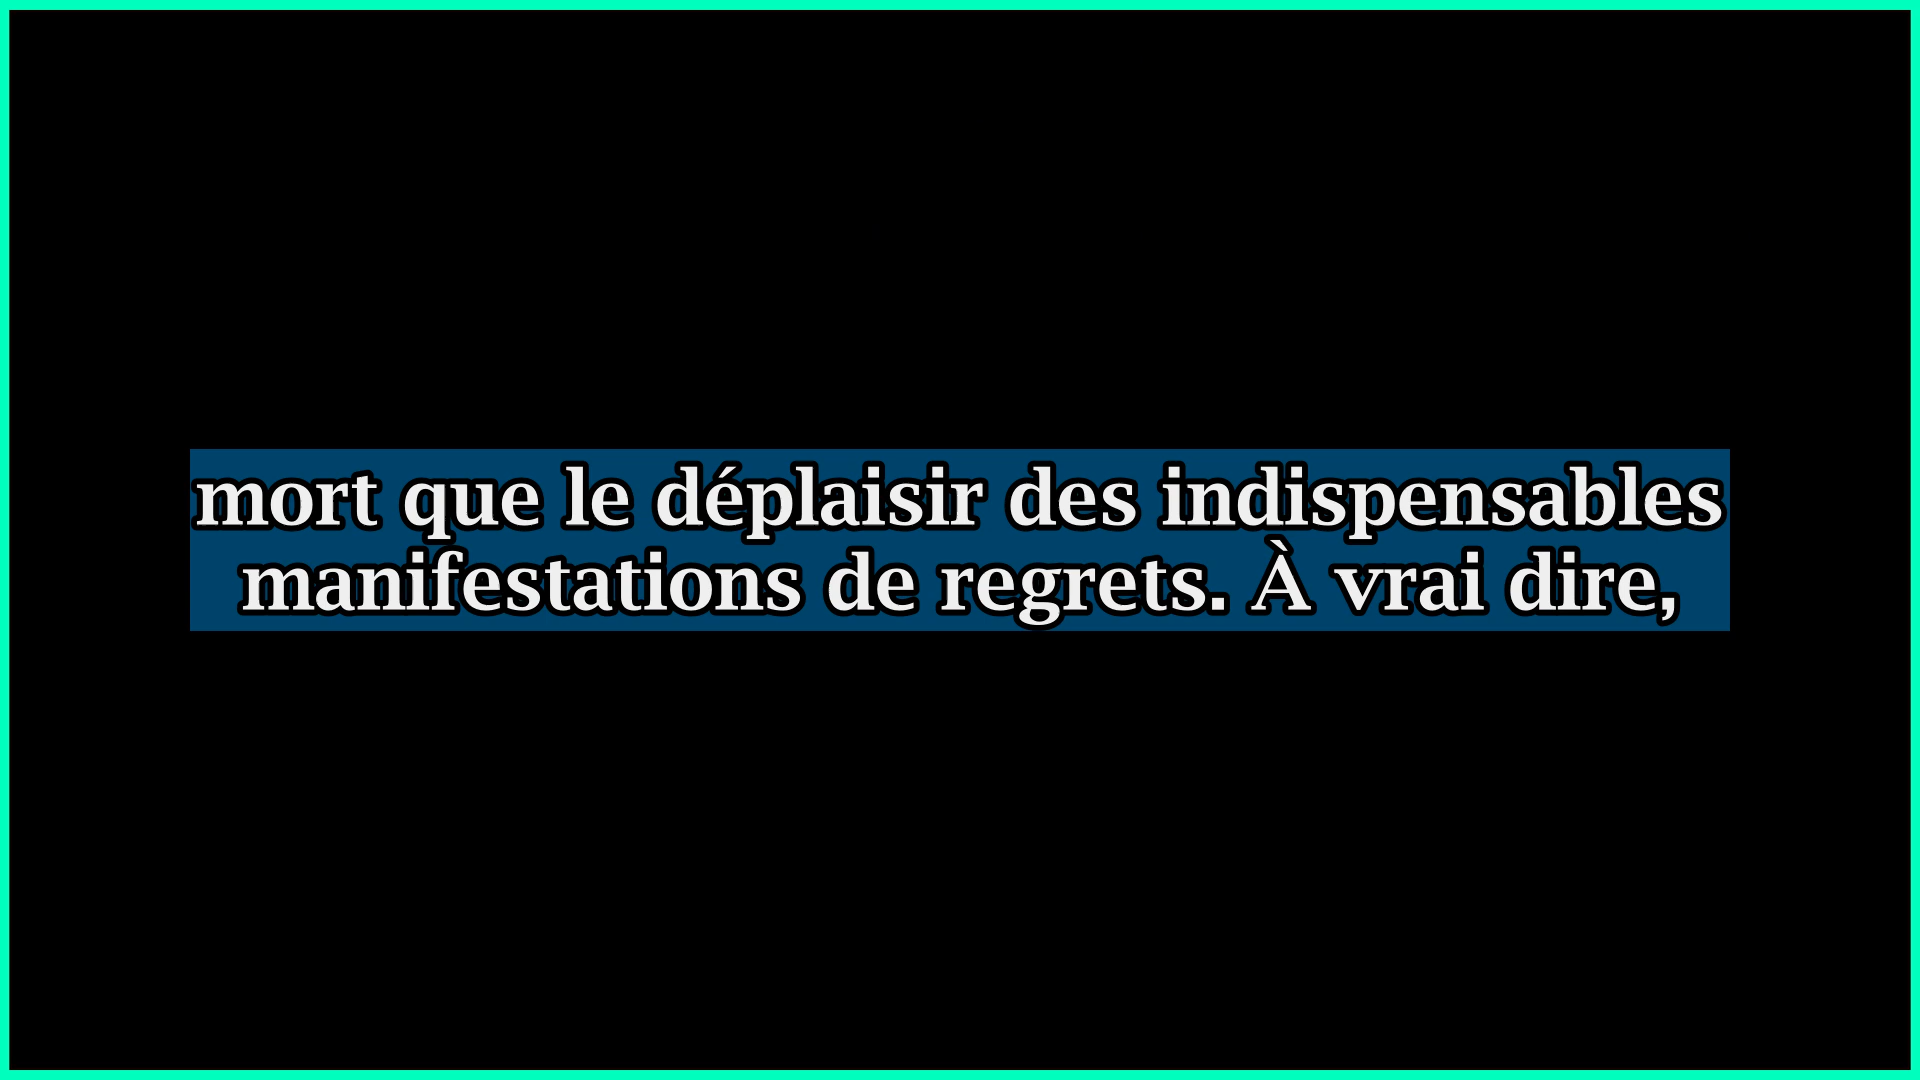 mort que le déplaisir des indispensables
manifestations de regrets. À vrai dire,